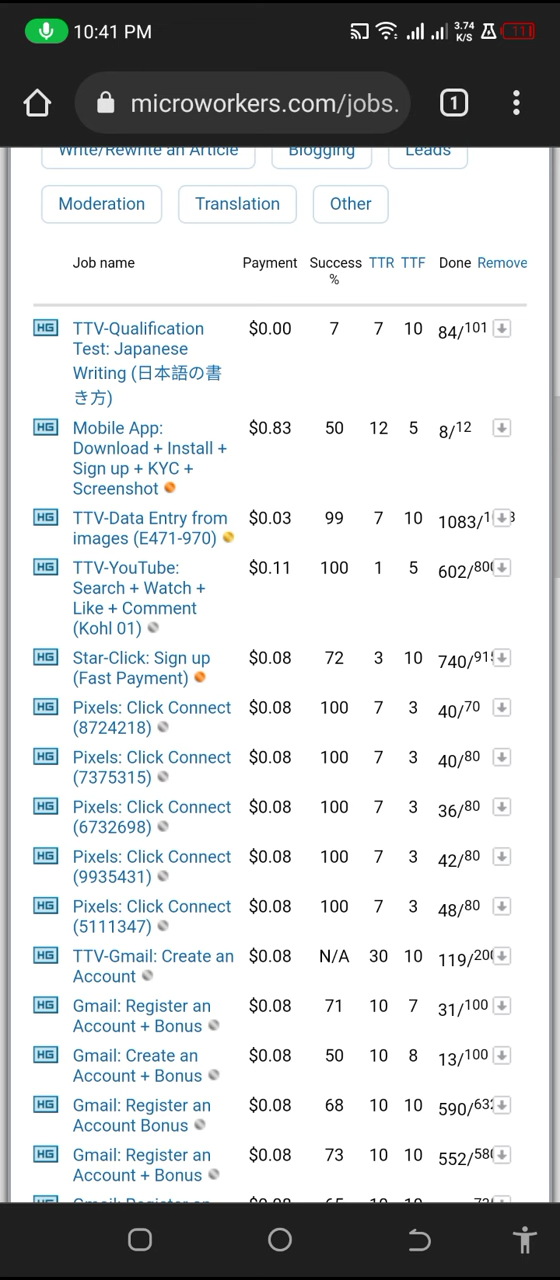 10:41 PM 3.74 K/S 11
microworkers.com/jobs. 1
Write/Rewrite an Article Blogging Leads
Moderation Translation Other
Job name Payment Success % TTR TTF Done Remove
HG TTV-Qualification $0.00 7 7 10 84/101
Test: Japanese
Writing (日本語の書
き方)
HG Mobile App: $0.83 50 12 5 8/12
Download + Install +
Sign up + KYC +
Screenshot
HG TTV-Data Entry from $0.03 99 7 10 1083/
images (E471-970)
HG TTV-YouTube: $0.11 100 1 5 602/800
Search + Watch +
Like + Comment
(Kohl 01)
HG Star-Click: Sign up $0.08 72 3 10 740/915
(Fast Payment)
HG Pixels: Click Connect $0.08 100 7 3 40/70
(8724218)
HG Pixels: Click Connect $0.08 100 7 3 40/80
(7375315)
HG Pixels: Click Connect $0.08 100 7 3 36/80
(6732698)
HG Pixels: Click Connect $0.08 100 7 3 42/80
(9935431)
HG Pixels: Click Connect $0.08 100 7 3 48/80
(5111347)
HG TTV-Gmail: Create an $0.08 N/A 30 10 119/200
Account
HG Gmail: Register an $0.08 71 10 7 31/100
Account + Bonus
HG Gmail: Create an $0.08 50 10 8 13/100
Account + Bonus
HG Gmail: Register an $0.08 68 10 10 590/632
Account Bonus
HG Gmail: Register an $0.08 73 10 10 552/580
Account + Bonus